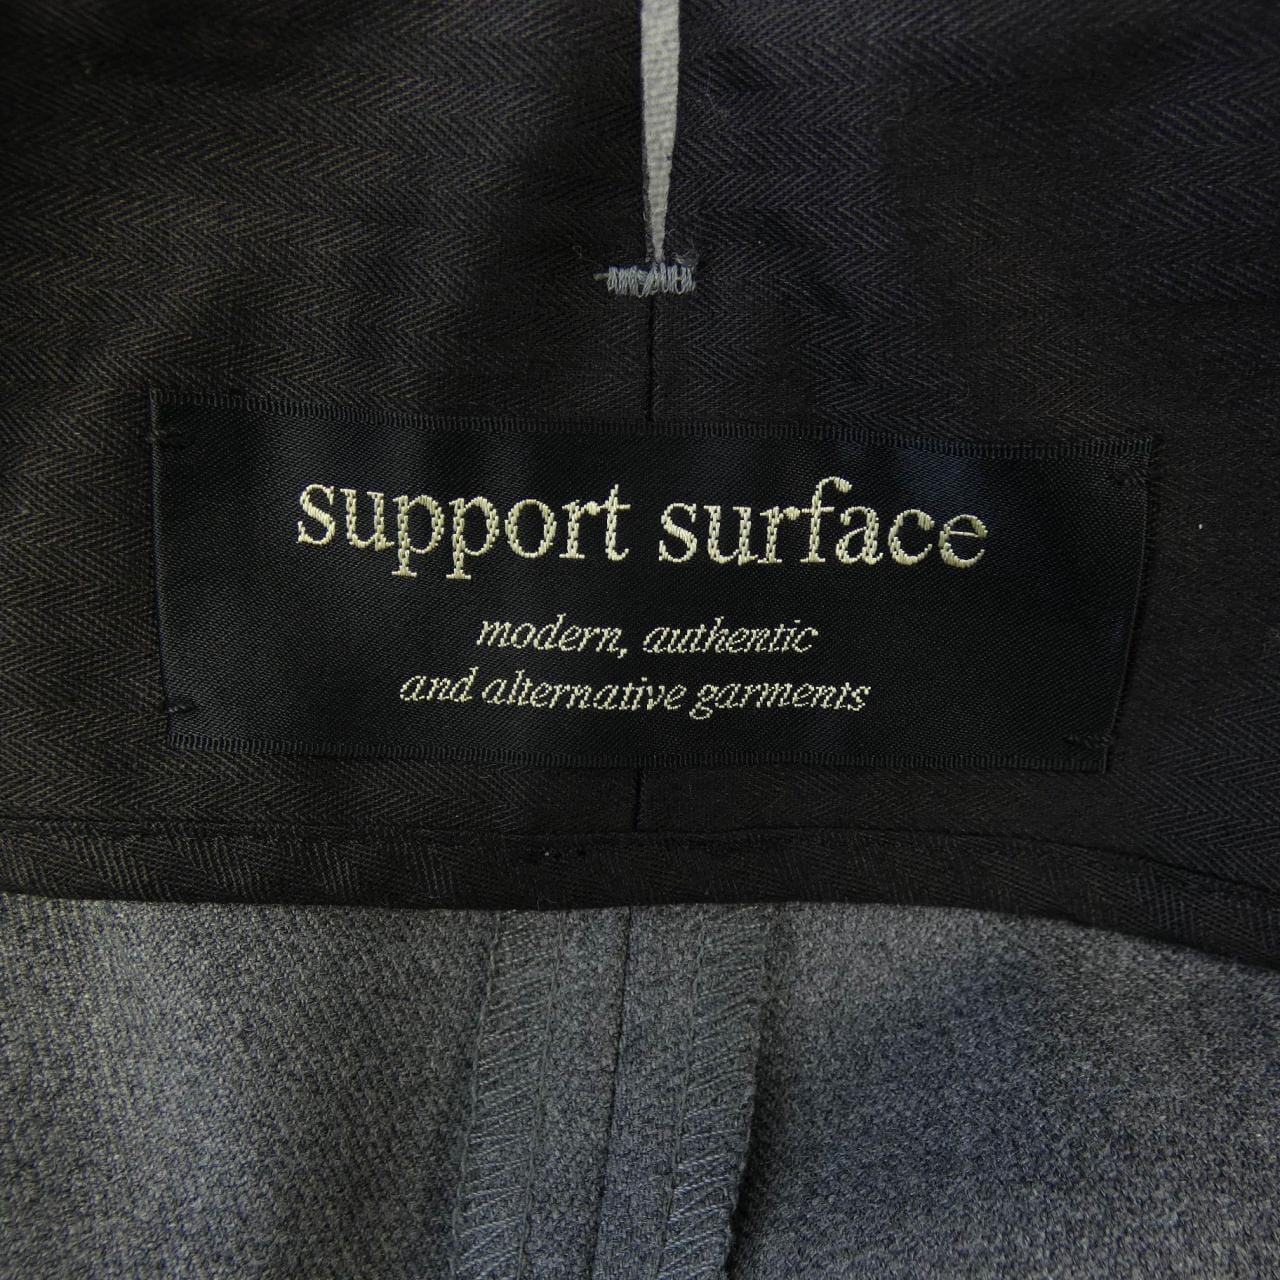 support surface
modern, authentic
and alternative garments